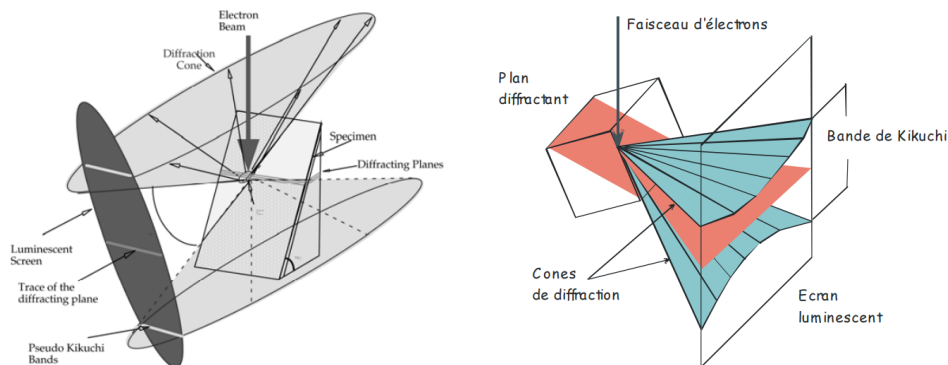 Electron
Beam
Diffraction
Cone
Specimen
Diffracting Planes
Luminescent
Screen
Trace of the
diffracting plane
Pseudo Kikuchi
Bands
Faisceau d'électrons
Plan
diffractant
Bande de Kikuchi
Cones
de diffraction
Ecran
luminescent